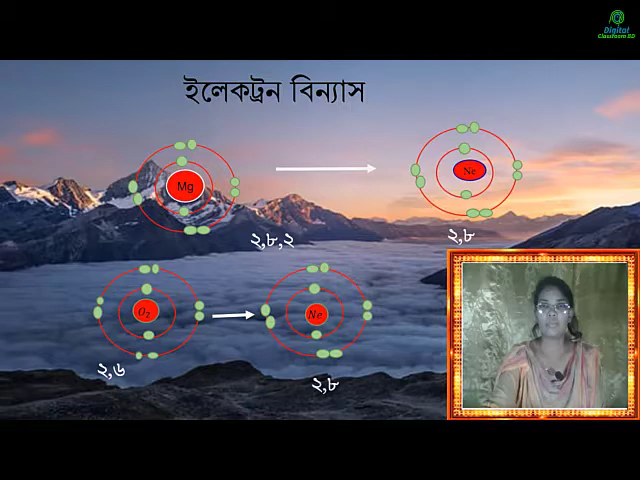 Digital
Classroom BD
ইলেকট্রন বিন্যাস
Mg
Ne
২,৮,২
২,৮
O₂
Ne
২,৬
২,৮